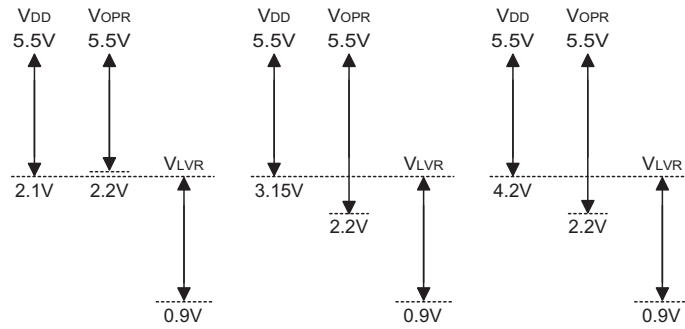 VDD VOPR VDD VOPR VDD VOPR
5.5V 5.5V 5.5V 5.5V 5.5V 5.5V
VLVR VLVR VLVR
2.1V 2.2V 3.15V 4.2V
2.2V 2.2V
0.9V 0.9V 0.9V